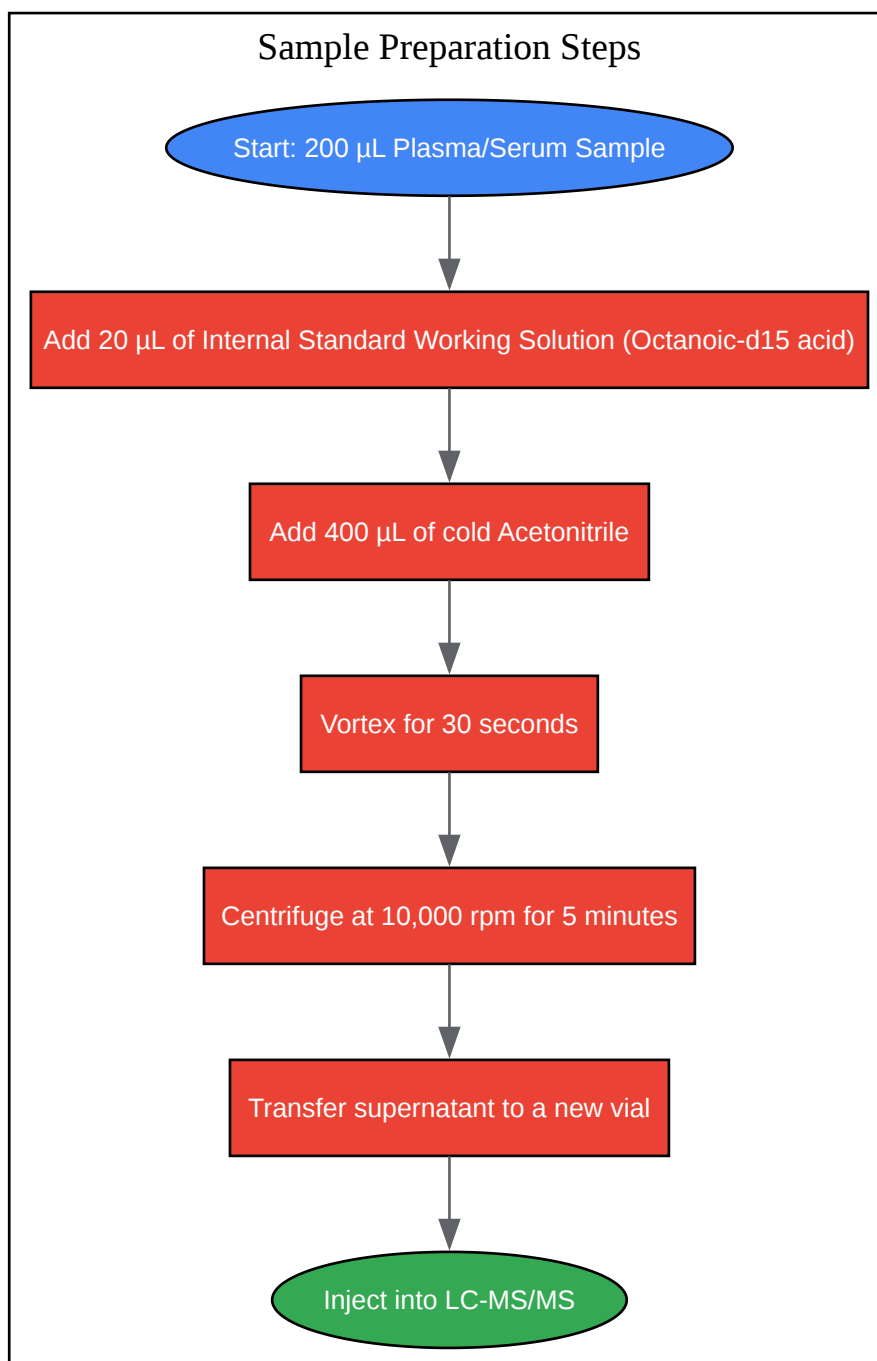 Sample Preparation Steps
Start: 200 µL Plasma/Serum Sample
Add 20 µL of Internal Standard Working Solution (Octanoic-d15 acid)
Add 400 µL of cold Acetonitrile
Vortex for 30 seconds
Centrifuge at 10,000 rpm for 5 minutes
Transfer supernatant to a new vial
Inject into LC-MS/MS